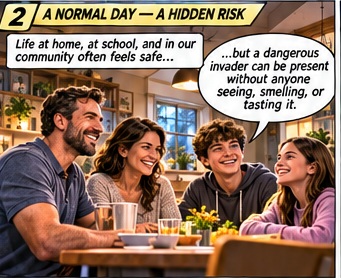 2 A NORMAL DAY — A HIDDEN RISK
Life at home, at school, and in our
community often feels safe...
...but a dangerous
invader can be present
without anyone
seeing, smelling, or
tasting it.